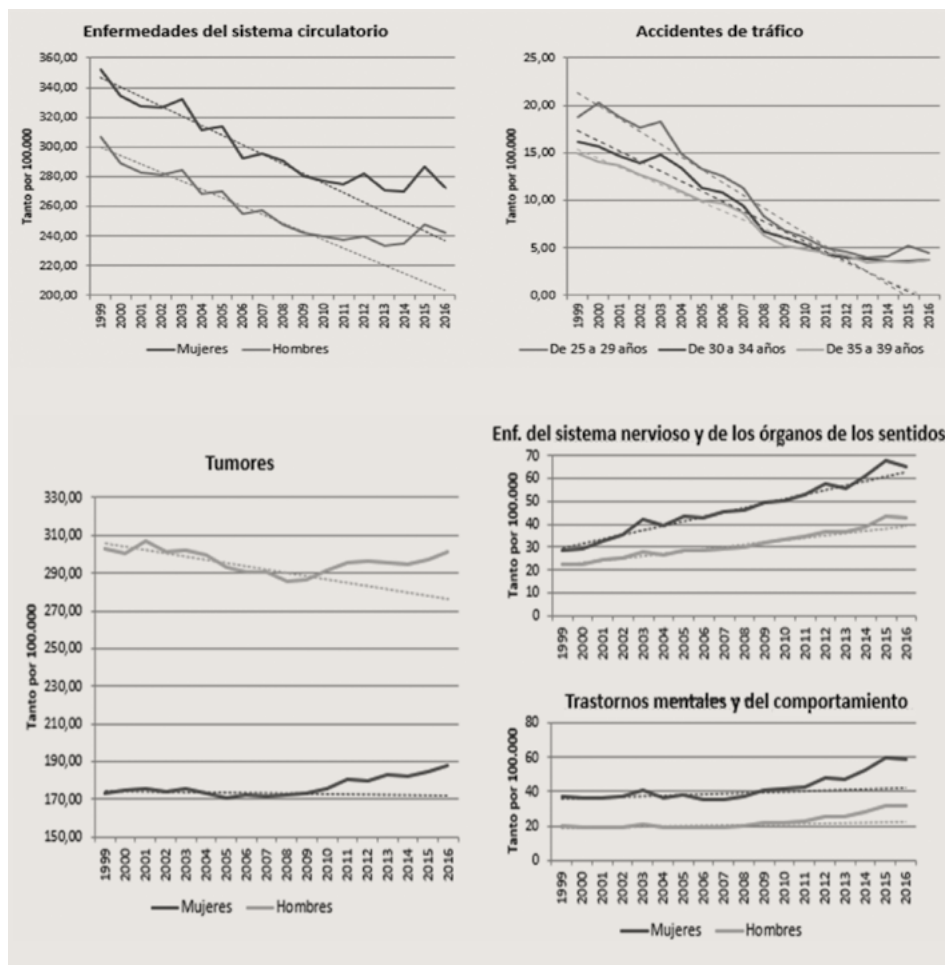 Enfermedades del sistema circulatorio
Tanto por 100.000
360,00
340,00
320,00
300,00
280,00
260,00
240,00
220,00
200,00
1999 2000 2001 2002 2003 2004 2005 2006 2007 2008 2009 2010 2011 2012 2013 2014 2015 2016
Mujeres Hombres
Accidentes de tráfico
Tanto por 100.000
25,00
20,00
15,00
10,00
5,00
0,00
1999 2000 2001 2002 2003 2004 2005 2006 2007 2008 2009 2010 2011 2012 2013 2014 2015 2016
De 25 a 29 años De 30 a 34 años De 35 a 39 años
Tumores
Tanto por 100.000
330,00
310,00
290,00
270,00
250,00
230,00
210,00
190,00
170,00
150,00
1999 2000 2001 2002 2003 2004 2005 2006 2007 2008 2009 2010 2011 2012 2013 2014 2015 2016
Mujeres Hombres
Enf. del sistema nervioso y de los órganos de los sentidos
Tanto por 100.000
70
60
50
40
30
20
10
0
1999 2000 2001 2002 2003 2004 2005 2006 2007 2008 2009 2010 2011 2012 2013 2014 2015 2016
Trastornos mentales y del comportamiento
Tanto por 100.000
80
60
40
20
0
1999 2000 2001 2002 2003 2004 2005 2006 2007 2008 2009 2010 2011 2012 2013 2014 2015 2016
Mujeres Hombres